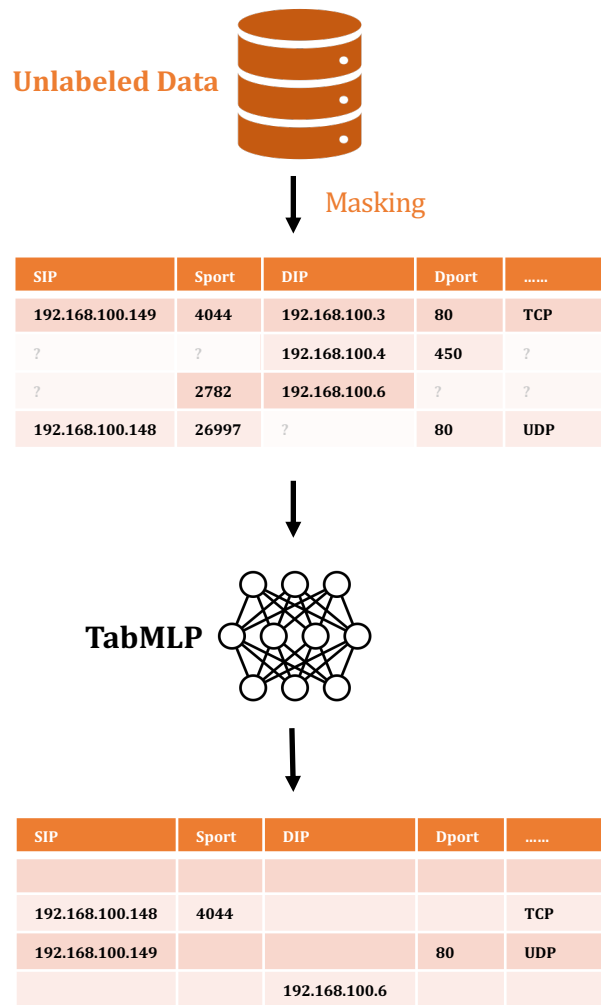 Unlabeled Data
Masking
SIP Sport DIP Dport ......
192.168.100.149 4044 192.168.100.3 80 TCP
? ? 192.168.100.4 450 ?
? 2782 192.168.100.6 ? ?
192.168.100.148 26997 ? 80 UDP
TabMLP
SIP Sport DIP Dport ......
192.168.100.148 4044 TCP
192.168.100.149 80 UDP
192.168.100.6